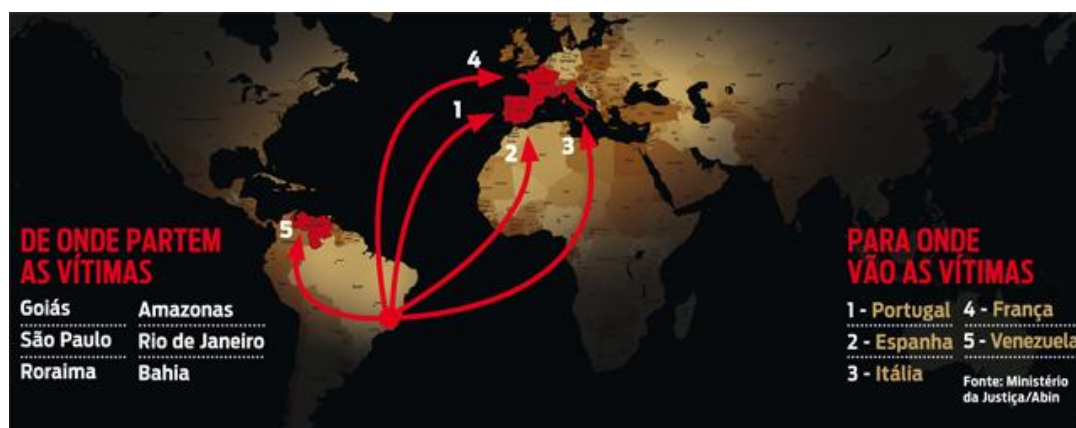 4
1
2
3
5
DE ONDE PARTEM
AS VÍTIMAS
Goiás
Amazonas
São Paulo
Rio de Janeiro
Roraima
Bahia
PARA ONDE
VÃO AS VÍTIMAS
1 - Portugal
4 - França
2 - Espanha
5 - Venezuela
3 - Itália
Fonte: Ministério
da Justiça/Abin